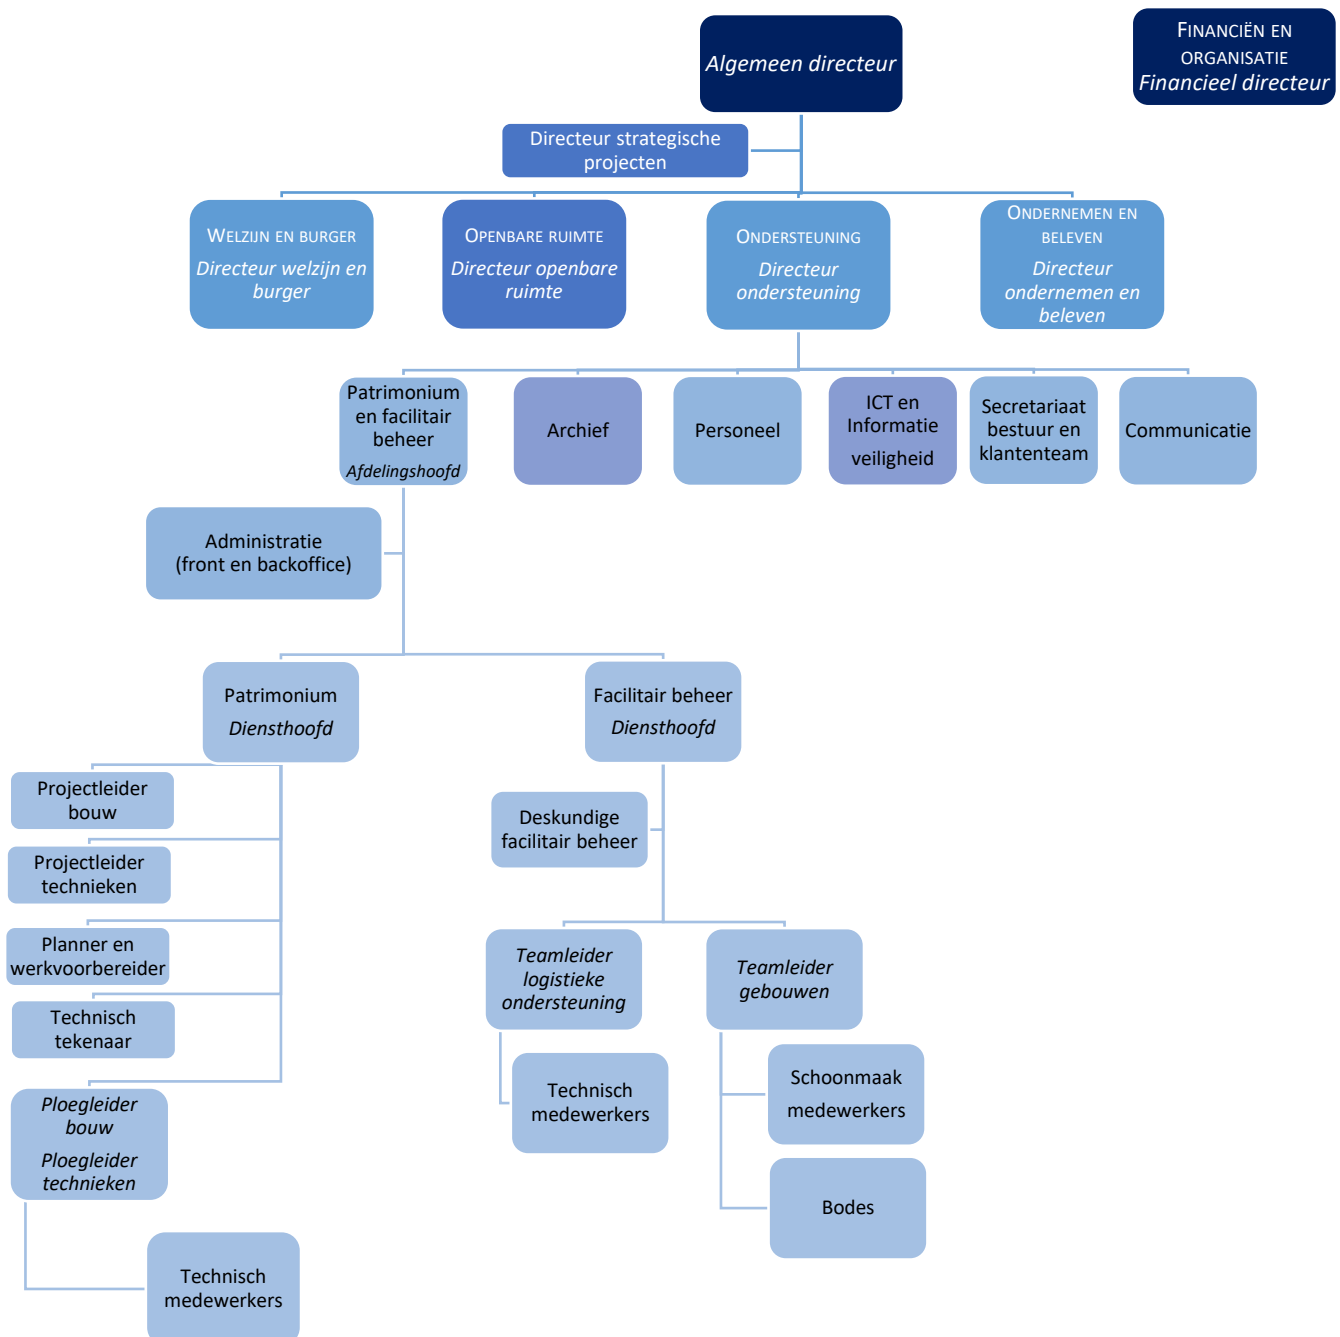 Algemeen directeur
FINANCIËN EN
ORGANISATIE
Financieel directeur
Directeur strategische
projecten
WELZIJN EN BURGER
Directeur welzijn en
burger
OPENBARE RUIMTE
Directeur openbare
ruimte
ONDERSTEUNING
Directeur
ondersteuning
ONDERNEMEN EN
BELEVEN
Directeur
ondernemen en
beleven
Patrimonium
en facilitair
beheer
Afdelingshoofd
Archief
Personeel
ICT en
Informatie
veiligheid
Secretariaat
bestuur en
klantenteam
Communicatie
Administratie
(front en backoffice)
Patrimonium
Diensthoofd
Facilitair beheer
Diensthoofd
Projectleider
bouw
Projectleider
technieken
Planner en
werkvoorbereider
Technisch
tekenaar
Ploegleider
bouw
Ploegleider
technieken
Technisch
medewerkers
Deskundige
facilitair beheer
Teamleider
logistieke
ondersteuning
Technisch
medewerkers
Teamleider
gebouwen
Schoonmaak
medewerkers
Bodes